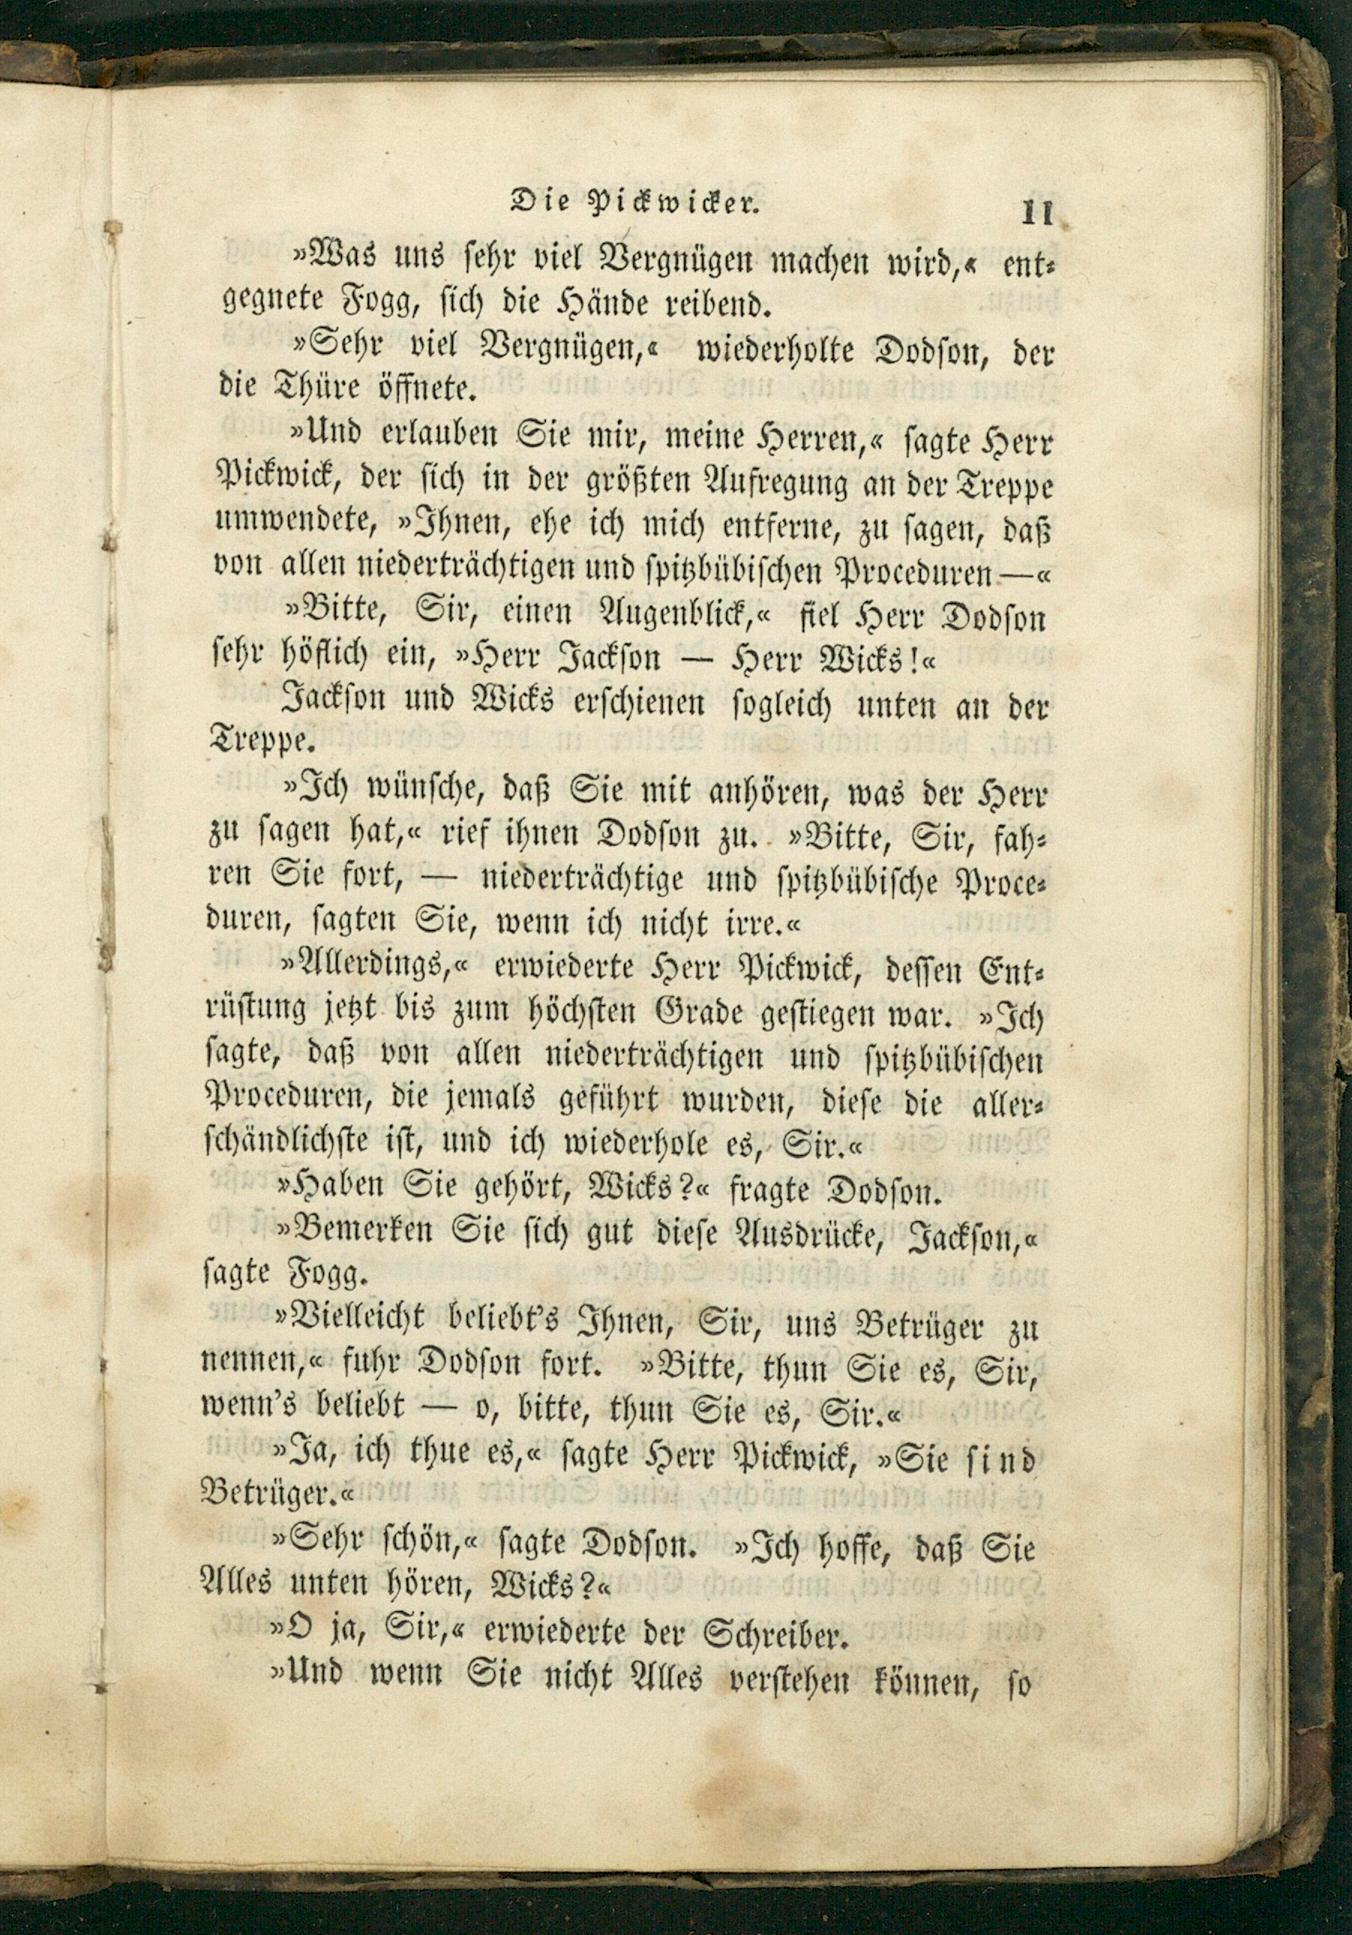 Die Pickwicker. 11
»Was uns sehr viel Vergnügen machen wird,« ent-
gegnete Fogg, sich die Hände reibend.
»Sehr viel Vergnügen,« wiederholte Dodson, der
die Thüre öffnete.
»Und erlauben Sie mir, meine Herren,« sagte Herr
Pickwick, der sich in der größten Aufregung an der Treppe
umwendete, »Ihnen, ehe ich mich entferne, zu sagen, daß
von allen niederträchtigen und spitzbübischen Proceduren—«
»Bitte, Sir, einen Augenblick,« fiel Herr Dodson
sehr höflich ein, »Herr Jackson — Herr Wicks!«
Jackson und Wicks erschienen sogleich unten an der
Treppe.
»Ich wünsche, daß Sie mit anhören, was der Herr
zu sagen hat,« rief ihnen Dodson zu. »Bitte, Sir, fah-
ren Sie fort, — niederträchtige und spitzbübische Proce-
duren, sagten Sie, wenn ich nicht irre.«
»Allerdings,« erwiederte Herr Pickwick, dessen Ent-
rüstung jetzt bis zum höchsten Grade gestiegen war. »Ich
sagte, daß von allen niederträchtigen und spitzbübischen
Proceduren, die jemals geführt wurden, diese die aller-
schändlichste ist, und ich wiederhole es, Sir.«
»Haben Sie gehört, Wicks?« fragte Dodson.
»Bemerken Sie sich gut diese Ausdrücke, Jackson,«
sagte Fogg.
»Vielleicht beliebt's Ihnen, Sir, uns Betrüger zu
nennen,« fuhr Dodson fort. »Bitte, thun Sie es, Sir,
wenn's beliebt — o, bitte, thun Sie es, Sir.«
»Ja, ich thue es,« sagte Herr Pickwick, »Sie sind
Betrüger.«
»Sehr schön,« sagte Dodson. »Ich hoffe, daß Sie
Alles unten hören, Wicks?«
»O ja, Sir,« erwiederte der Schreiber.
»Und wenn Sie nicht Alles verstehen können, so